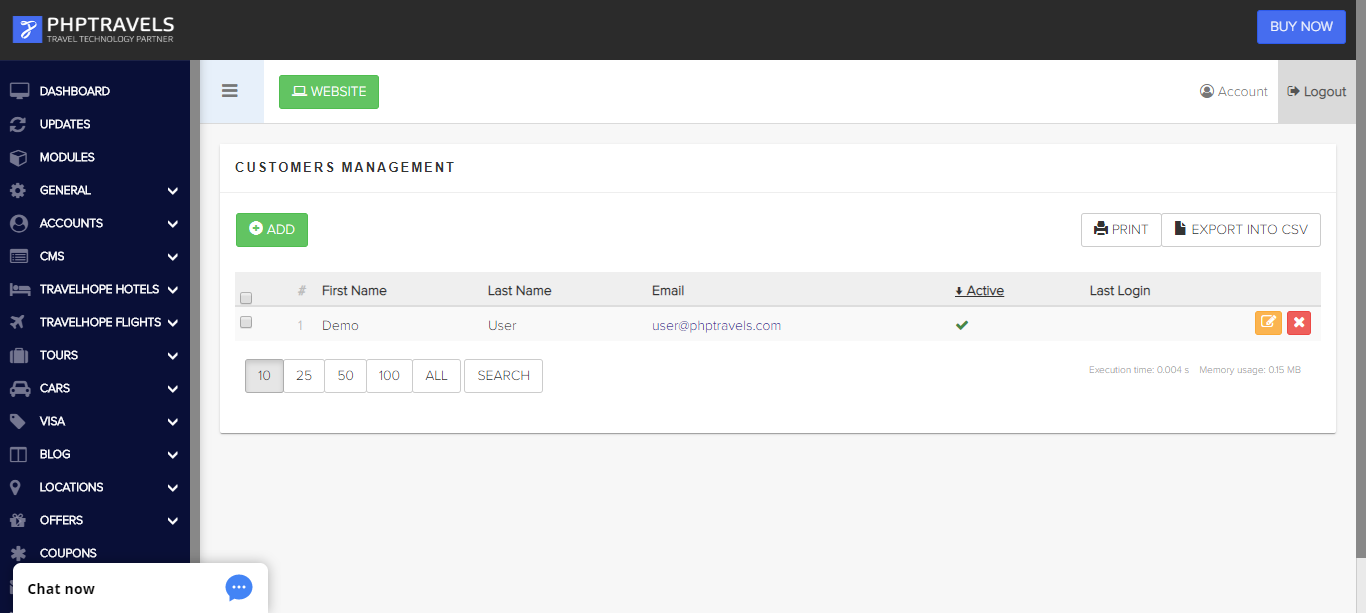 PHPTRAVELS
TRAVEL TECHNOLOGY PARTNER
BUY NOW
DASHBOARD
UPDATES
MODULES
GENERAL
ACCOUNTS
CMS
TRAVELHOPE HOTELS
TRAVELHOPE FLIGHTS
TOURS
CARS
VISA
BLOG
LOCATIONS
OFFERS
COUPONS
Chat now
WEBSITE
Account
Logout
CUSTOMERS MANAGEMENT
ADD
PRINT
EXPORT INTO CSV
# First Name Last Name Email Active Last Login
1 Demo User user@phptravels.com
10 25 50 100 ALL SEARCH
Execution time: 0.004 s Memory usage: 0.15 MB